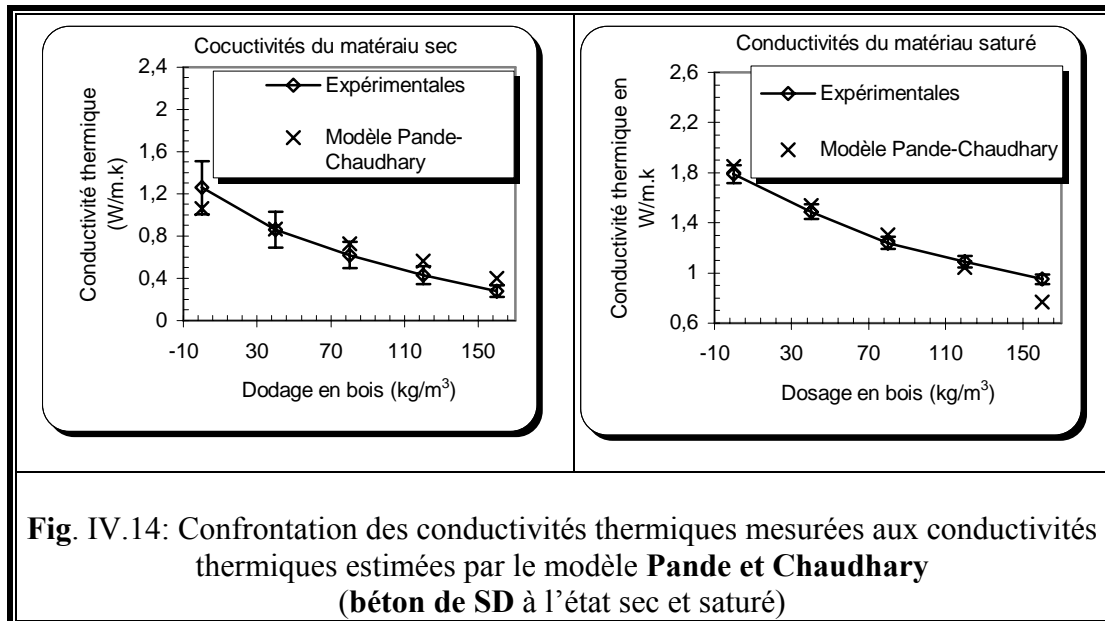 Cocuctivités du matéraiu sec
2,4
2
1,6
1,2
0,8
0,4
0
Conductivité thermique
(W/m.k)
Expérimentales
Modèle Pande-
Chaudhary
-10 30 70 110 150
Dodage en bois (kg/m³)
Conductivités du matériau saturé
2,6
2,2
1,8
1,4
1
0,6
Conductivité thermique en
W/m.k
Expérimentales
Modèle Pande-Chaudhary
-10 30 70 110 150
Dosage en bois (kg/m³)
Fig. IV.14: Confrontation des conductivités thermiques mesurées aux conductivités
thermiques estimées par le modèle Pande et Chaudhary
(béton de SD à l’état sec et saturé)